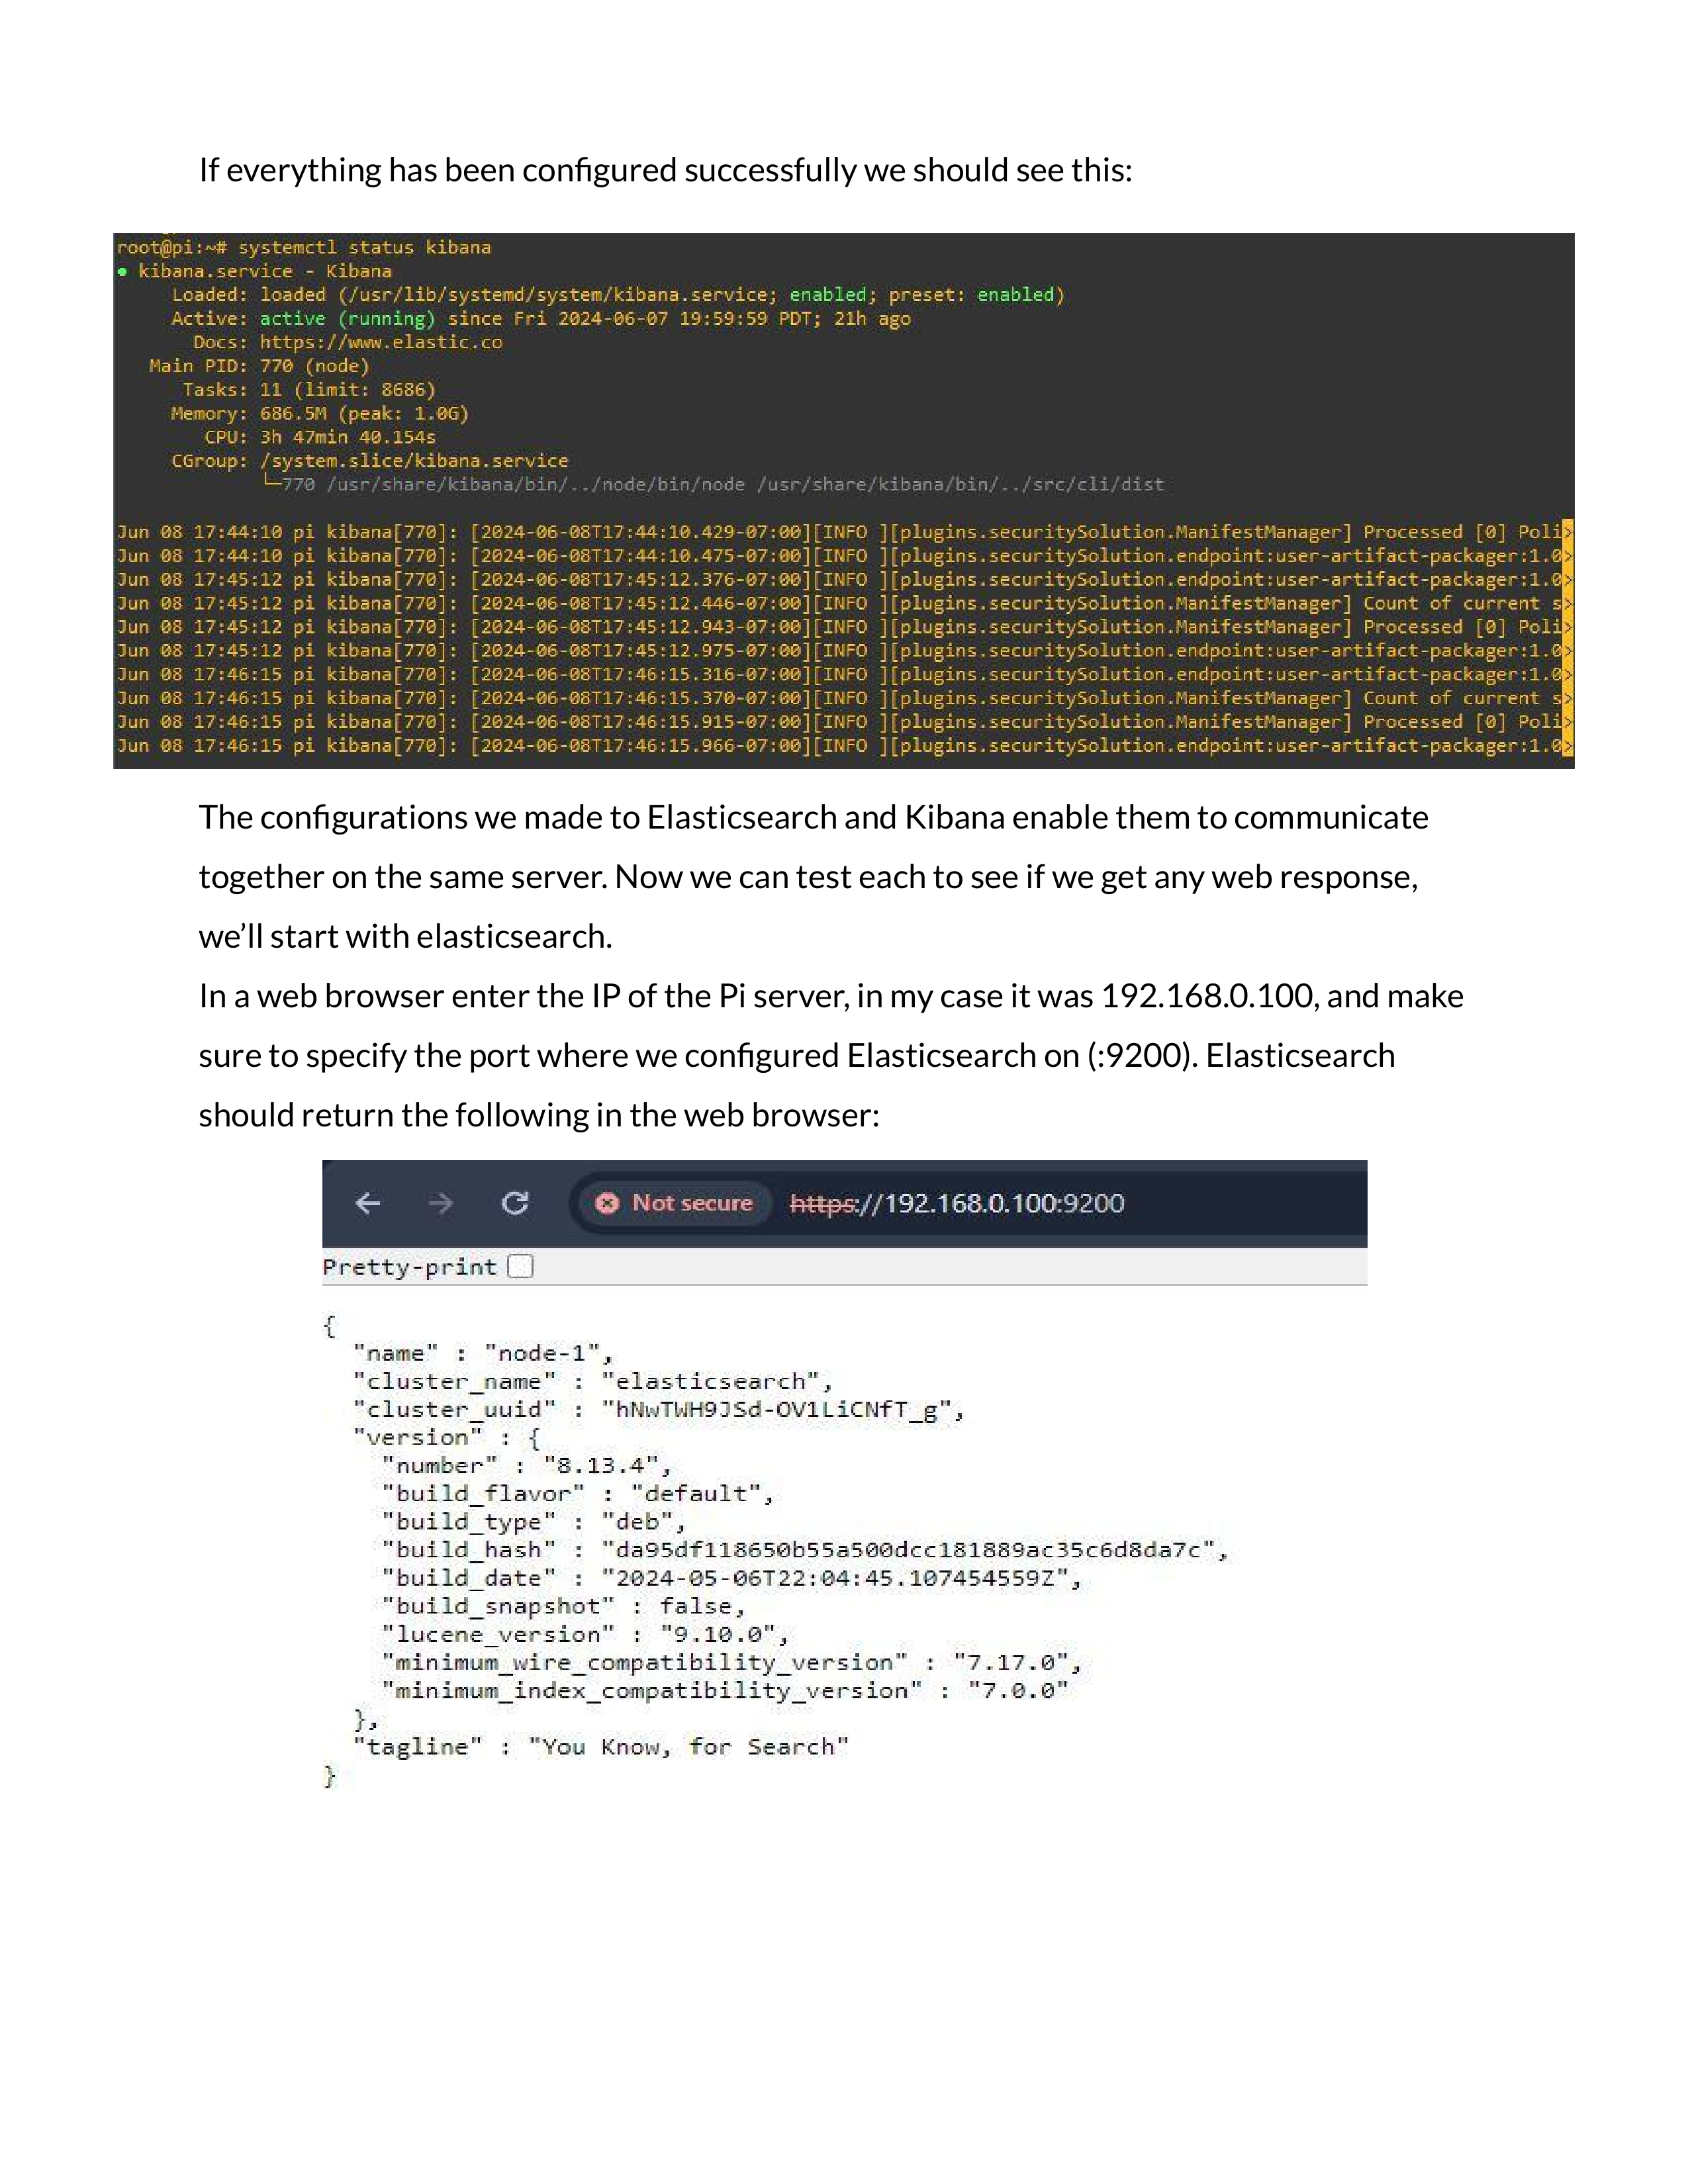 If everything has been configured successfully we should see this:
root@pi:~# systemctl status kibana
● kibana.service - Kibana
Loaded: loaded (/usr/lib/systemd/system/kibana.service; enabled; preset: enabled)
Active: active (running) since Fri 2024-06-07 19:59:59 PDT; 21h ago
Docs: https://www.elastic.co
Main PID: 770 (node)
Tasks: 11 (limit: 8686)
Memory: 686.5M (peak: 1.0G)
CPU: 3h 47min 40.154s
CGroup: /system.slice/kibana.service
└─770 /usr/share/kibana/bin/../node/bin/node /usr/share/kibana/bin/../src/cli/dist
Jun 08 17:44:10 pi kibana[770]: [2024-06-08T17:44:10.429-07:00][INFO ][plugins.securitySolution.ManifestManager] Processed [0] Poli>
Jun 08 17:44:10 pi kibana[770]: [2024-06-08T17:44:10.475-07:00][INFO ][plugins.securitySolution.endpoint:user-artifact-packager:1.0>
Jun 08 17:45:12 pi kibana[770]: [2024-06-08T17:45:12.376-07:00][INFO ][plugins.securitySolution.endpoint:user-artifact-packager:1.0>
Jun 08 17:45:12 pi kibana[770]: [2024-06-08T17:45:12.446-07:00][INFO ][plugins.securitySolution.ManifestManager] Count of current s>
Jun 08 17:45:12 pi kibana[770]: [2024-06-08T17:45:12.943-07:00][INFO ][plugins.securitySolution.ManifestManager] Processed [0] Poli>
Jun 08 17:45:12 pi kibana[770]: [2024-06-08T17:45:12.975-07:00][INFO ][plugins.securitySolution.endpoint:user-artifact-packager:1.0>
Jun 08 17:46:15 pi kibana[770]: [2024-06-08T17:46:15.316-07:00][INFO ][plugins.securitySolution.endpoint:user-artifact-packager:1.0>
Jun 08 17:46:15 pi kibana[770]: [2024-06-08T17:46:15.370-07:00][INFO ][plugins.securitySolution.ManifestManager] Count of current s>
Jun 08 17:46:15 pi kibana[770]: [2024-06-08T17:46:15.915-07:00][INFO ][plugins.securitySolution.ManifestManager] Processed [0] Poli>
Jun 08 17:46:15 pi kibana[770]: [2024-06-08T17:46:15.966-07:00][INFO ][plugins.securitySolution.endpoint:user-artifact-packager:1.0>
The configurations we made to Elasticsearch and Kibana enable them to communicate
together on the same server. Now we can test each to see if we get any web response,
we’ll start with elasticsearch.
In a web browser enter the IP of the Pi server, in my case it was 192.168.0.100, and make
sure to specify the port where we configured Elasticsearch on (:9200). Elasticsearch
should return the following in the web browser:
Not secure https://192.168.0.100:9200
Pretty-print
{
"name" : "node-1",
"cluster_name" : "elasticsearch",
"cluster_uuid" : "hNwTWH9JSd-OV1LiCNfT_g",
"version" : {
"number" : "8.13.4",
"build_flavor" : "default",
"build_type" : "deb",
"build_hash" : "da95df118650b55a500dcc181889ac35c6d8da7c",
"build_date" : "2024-05-06T22:04:45.107454559Z",
"build_snapshot" : false,
"lucene_version" : "9.10.0",
"minimum_wire_compatibility_version" : "7.17.0",
"minimum_index_compatibility_version" : "7.0.0"
},
"tagline" : "You Know, for Search"
}